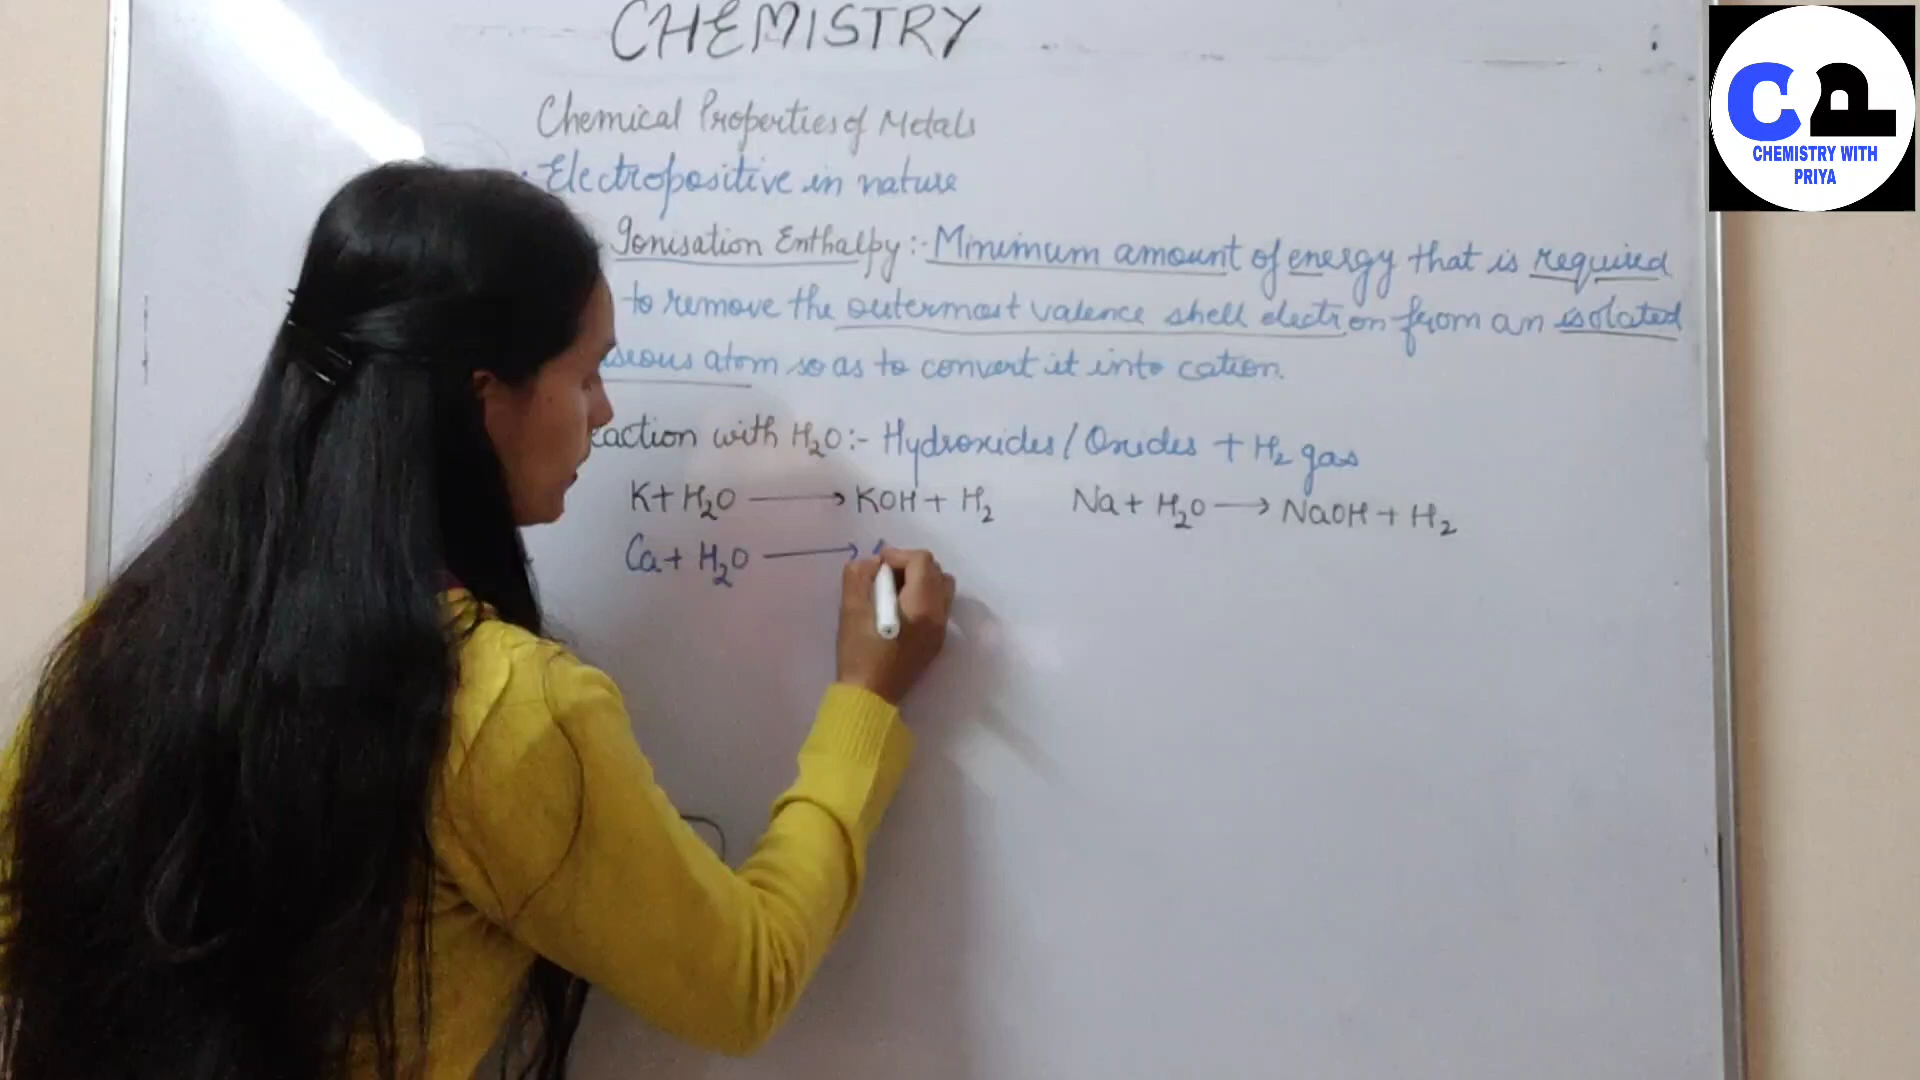 CHEMISTRY
Chemical Properties of Metals
Electropositive in nature
Ionisation Enthalpy :- Minimum amount of energy that is required
to remove the outermost valence shell electron from an isolated
atom so as to convert it into cation.
with H₂O :- Hydroxides / Oxides + H₂ gas
K + H₂O ⟶ KOH + H₂ Na + H₂O ⟶ NaOH + H₂
Ca + H₂O ⟶
CP
CHEMISTRY WITH
PRIYA